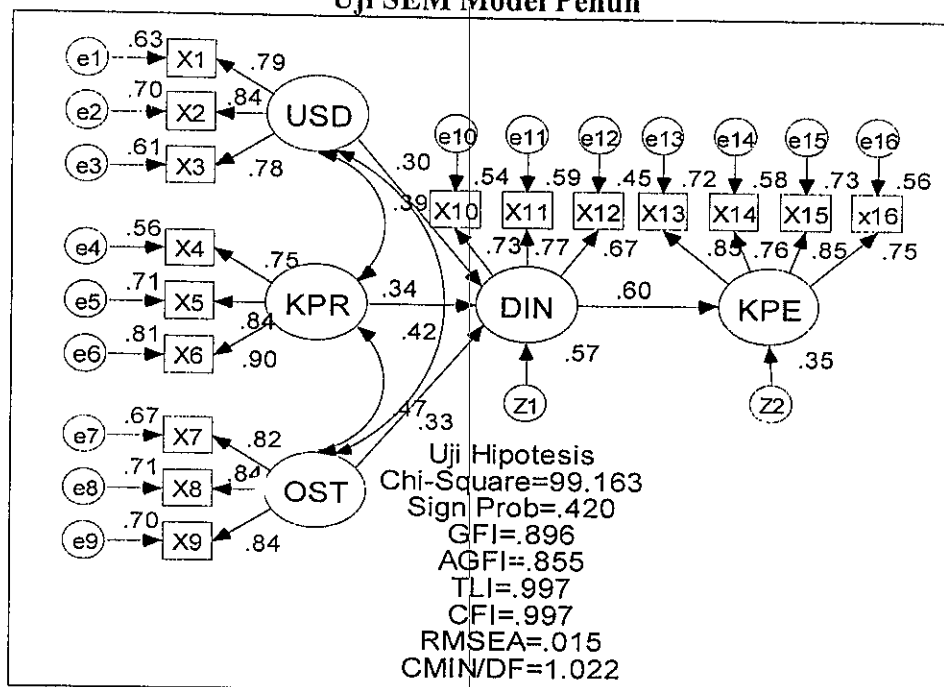 Uji SEM Model Penuh
e1 .63 X1 .79
e2 .70 X2 .84 USD
e3 .61 X3 .78
.30
.39
e10 e11 e12 e13 e14 e15 e16
.54 .59 .45 .72 .58 .73 .56
X10 X11 X12 X13 X14 X15 x16
.73 .77 .67 .85 .76 .85 .75
e4 .56 X4 .75
e5 .71 X5 .84 KPR .34 DIN .60 KPE
e6 .81 X6 .90
.42
.57
.35
Z1
Z2
.47
.33
e7 .67 X7 .82
e8 .71 X8 .84 OST
e9 .70 X9 .84
Uji Hipotesis
Chi-Square=99.163
Sign Prob=.420
GFI=.896
AGFI=.855
TLI=.997
CFI=.997
RMSEA=.015
CMIN/DF=1.022